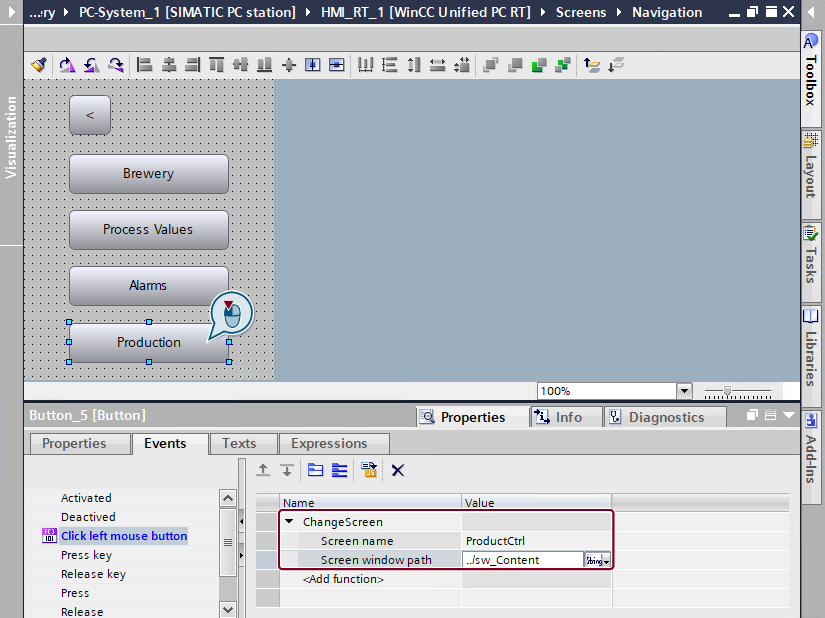 ...ry ▸ PC-System_1 [SIMATIC PC station] ▸ HMI_RT_1 [WinCC Unified PC RT] ▸ Screens ▸ Navigation
Visualization
<
Brewery
Process Values
Alarms
Production
100%
Toolbox
Layout
Tasks
Libraries
Add-Ins
Button_5 [Button]
Properties
Info
Diagnostics
Properties
Events
Texts
Expressions
Activated
Deactived
Click left mouse button
Press key
Release key
Press
Release
Name Value
ChangeScreen
Screen name ProductCtrl
Screen window path ../sw_Content String
<Add function>